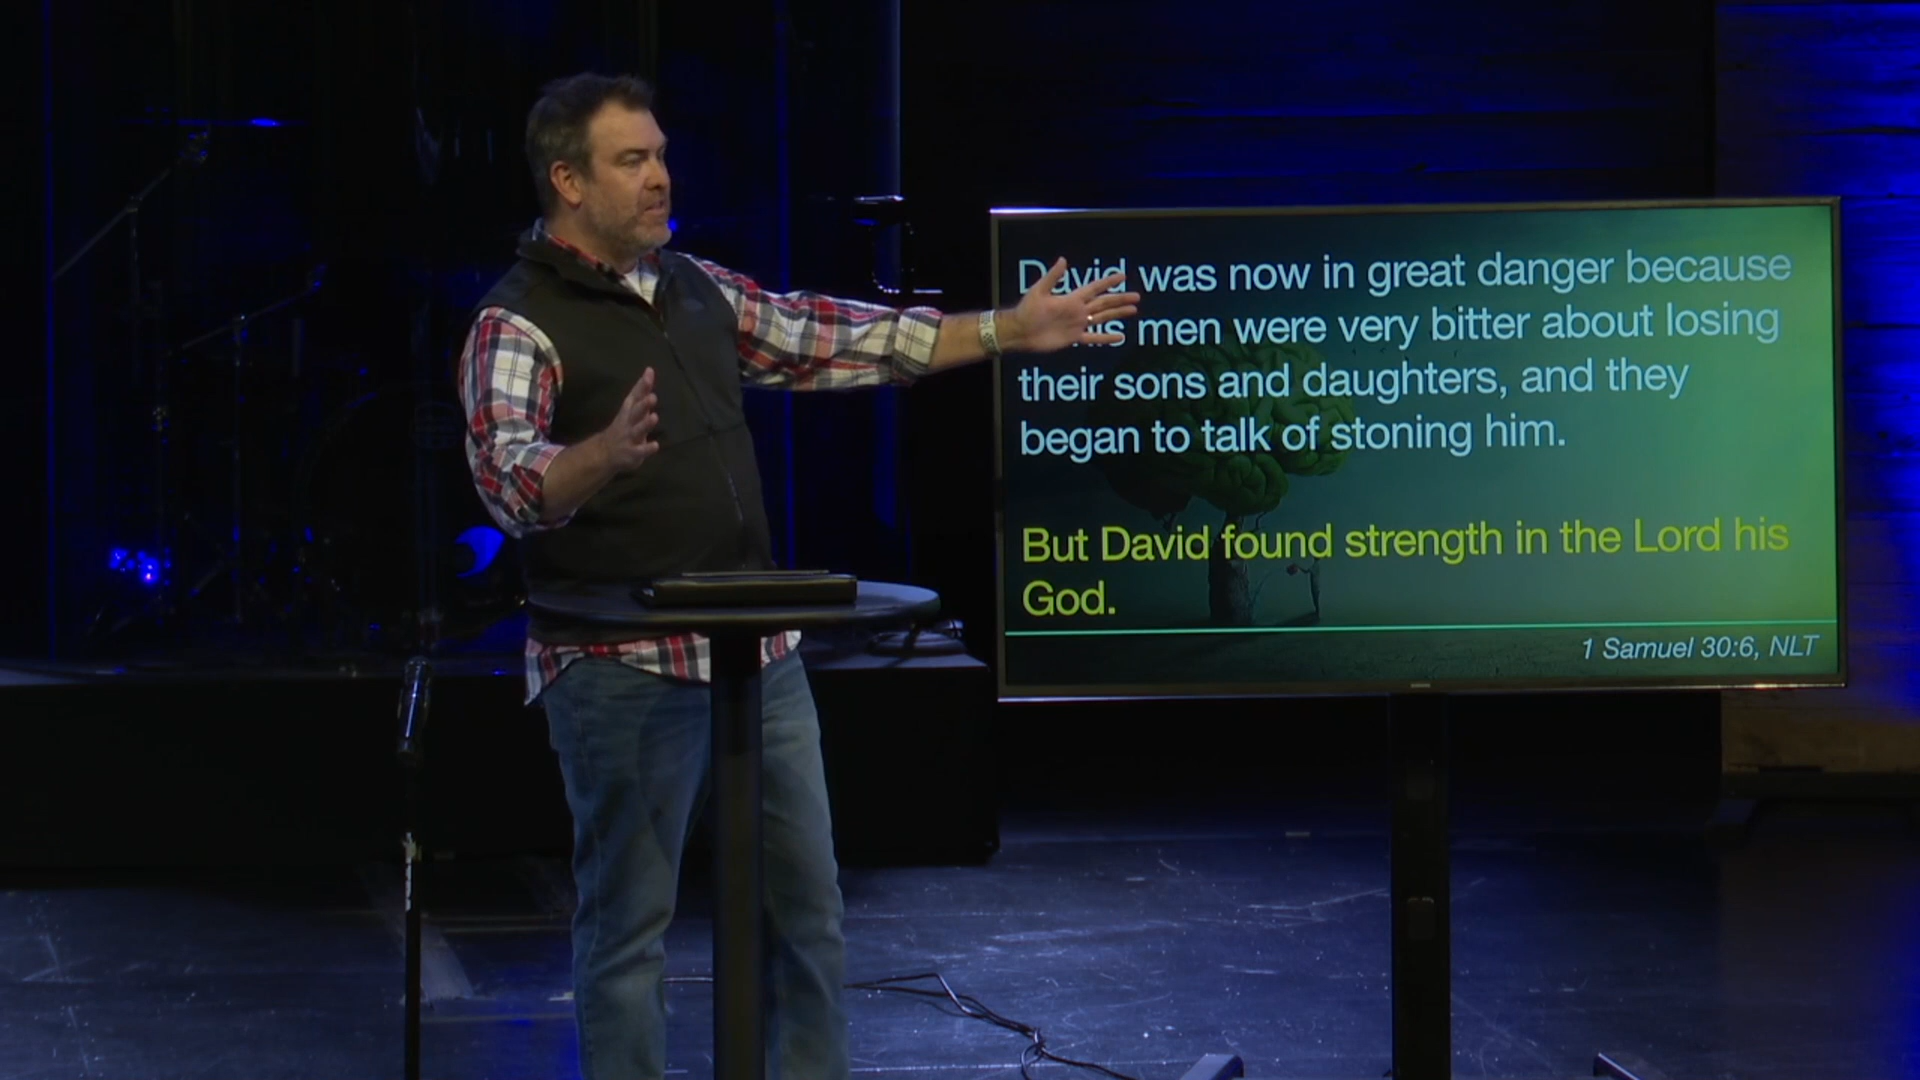 David was now in great danger because
his men were very bitter about losing
their sons and daughters, and they
began to talk of stoning him.
But David found strength in the Lord his
God.
1 Samuel 30:6, NLT